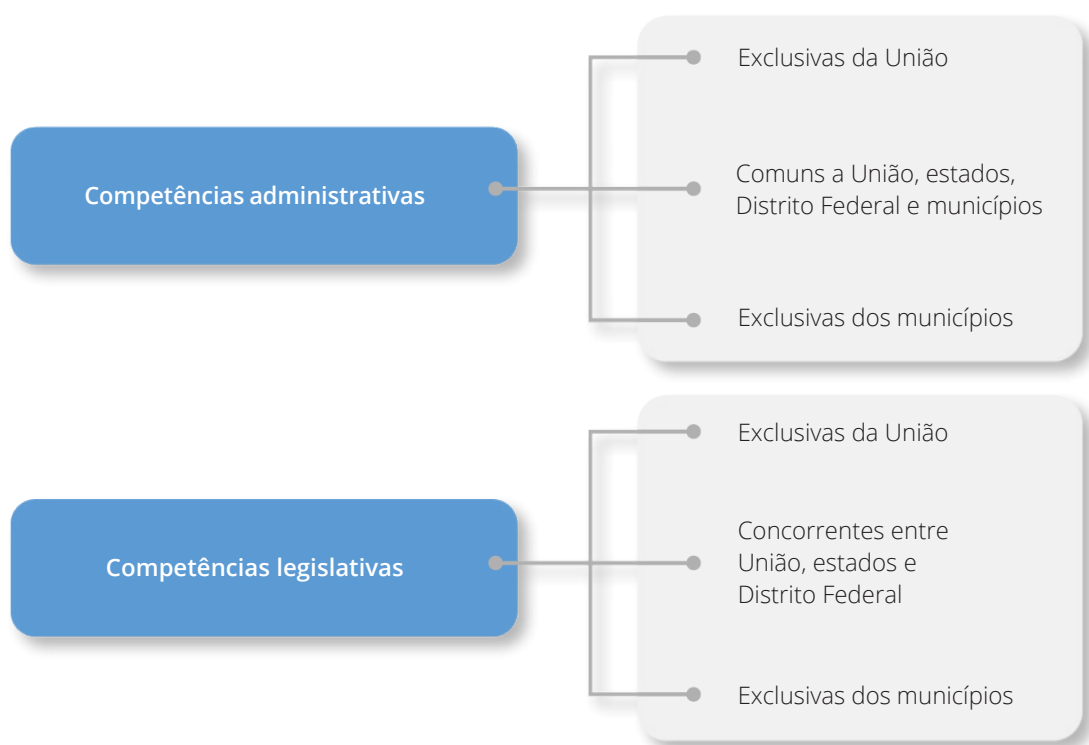 Competências administrativas
Exclusivas da União
Comuns a União, estados,
Distrito Federal e municípios
Exclusivas dos municípios
Competências legislativas
Exclusivas da União
Concorrentes entre
União, estados e
Distrito Federal
Exclusivas dos municípios